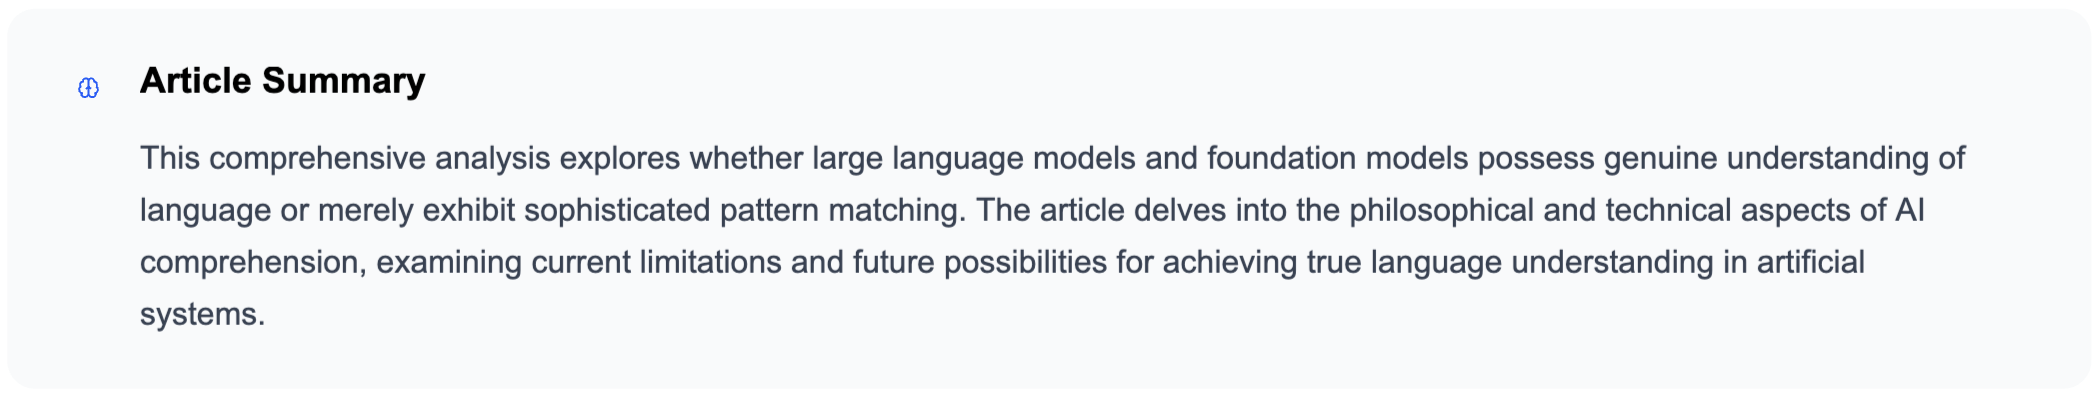 Article Summary
This comprehensive analysis explores whether large language models and foundation models possess genuine understanding of
language or merely exhibit sophisticated pattern matching. The article delves into the philosophical and technical aspects of AI
comprehension, examining current limitations and future possibilities for achieving true language understanding in artificial
systems.